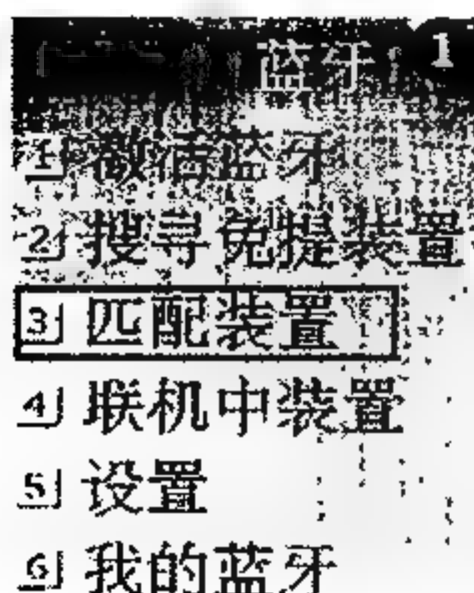 蓝牙 1
1 激活蓝牙
2 搜寻免提装置
3 匹配装置
4 联机中装置
5 设置
6 我的蓝牙